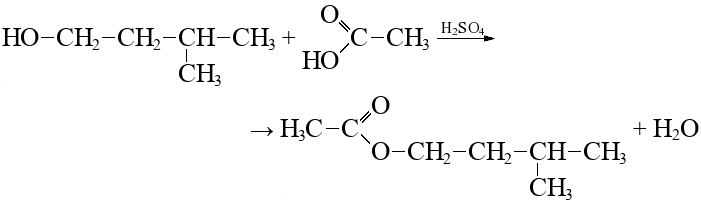 HO−CH₂−CH₂−CH−CH₃ + O=C(HO)−CH₃ —H₂SO₄→
CH₃
→ H₃C−C(=O)−O−CH₂−CH₂−CH−CH₃ + H₂O
CH₃